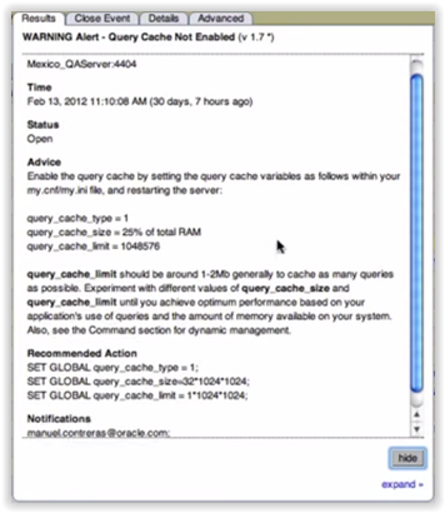 Results Close Event Details Advanced
WARNING Alert - Query Cache Not Enabled (v 1.7 *)
Mexico_QAServer:4404
Time
Feb 13, 2012 11:10:08 AM (30 days, 7 hours ago)
Status
Open
Advice
Enable the query cache by setting the query cache variables as follows within your
my.cnf/my.ini file, and restarting the server:
query_cache_type = 1
query_cache_size = 25% of total RAM
query_cache_limit = 1048576
query_cache_limit should be around 1-2Mb generally to cache as many queries
as possible. Experiment with different values of query_cache_size and
query_cache_limit until you achieve optimum performance based on your
application's use of queries and the amount of memory available on your system.
Also, see the Command section for dynamic management.
Recommended Action
SET GLOBAL query_cache_type = 1;
SET GLOBAL query_cache_size=32*1024*1024;
SET GLOBAL query_cache_limit = 1*1024*1024;
Notifications
manuel.contreras@oracle.com;
hide
expand »